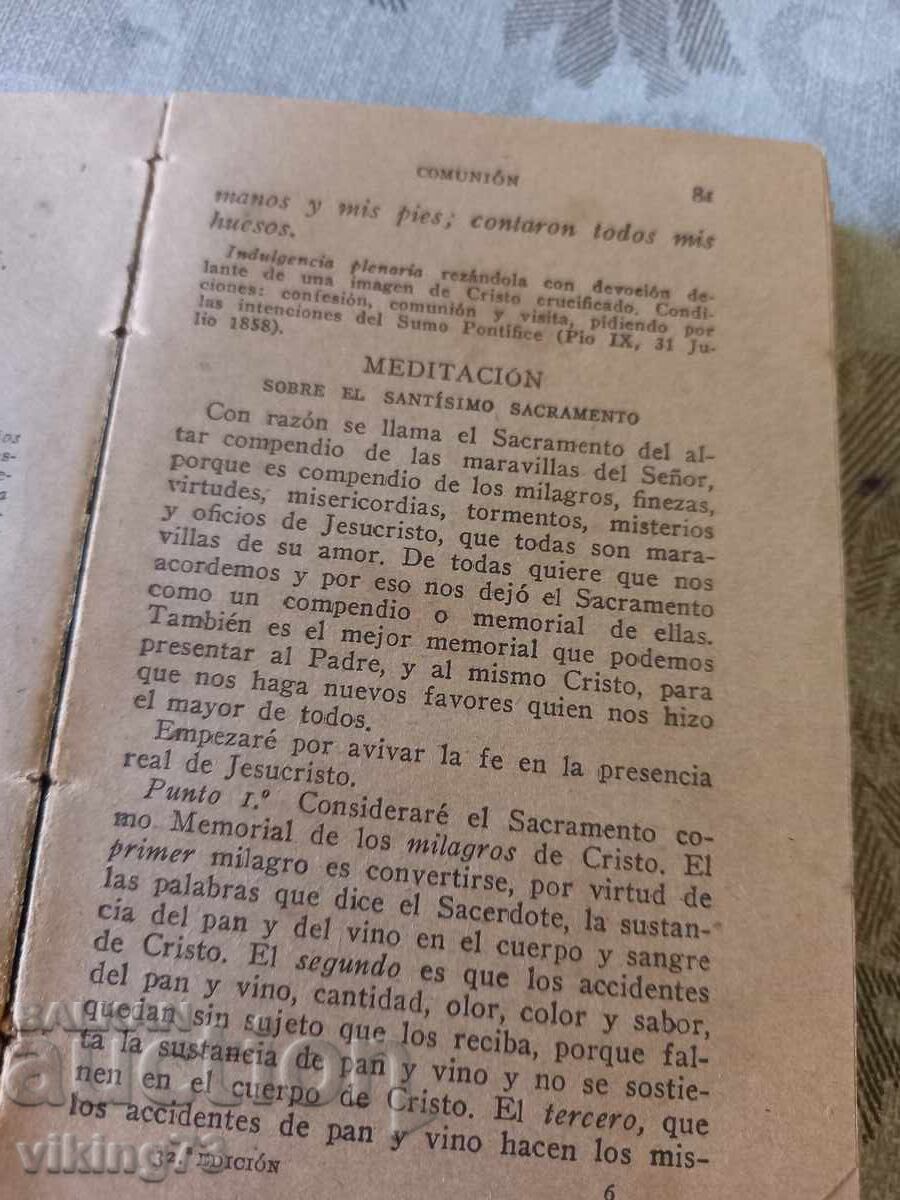 COMUNIÓN 81
manos y mis pies; contaron todos mis
huesos.
Indulgencia plenaria rezándola con devoción de-
lante de una imagen de Cristo crucificado. Condi-
ciones: confesión, comunión y visita, pidiendo por
las intenciones del Sumo Pontífice (Pio IX, 31 Ju-
lio 1858).
MEDITACIÓN
SOBRE EL SANTÍSIMO SACRAMENTO
Con razón se llama el Sacramento del al-
tar compendio de las maravillas del Señor,
porque es compendio de los milagros, finezas,
virtudes, misericordias, tormentos, misterios
y oficios de Jesucristo, que todas son mara-
villas de su amor. De todas quiere que nos
acordemos y por eso nos dejó el Sacramento
como un compendio o memorial de ellas.
También es el mejor memorial que podemos
presentar al Padre, y al mismo Cristo, para
que nos haga nuevos favores quien nos hizo
el mayor de todos.
Empezaré por avivar la fe en la presencia
real de Jesucristo.
Punto 1.º Consideraré el Sacramento co-
mo Memorial de los milagros de Cristo. El
primer milagro es convertirse, por virtud de
las palabras que dice el Sacerdote, la sustan-
cia del pan y del vino en el cuerpo y sangre
de Cristo. El segundo es que los accidentes
del pan y vino, cantidad, olor, color y sabor,
quedan sin sujeto que los reciba, porque fal-
ta la sustancia de pan y vino y no se sostie-
nen en el cuerpo de Cristo. El tercero, que
los accidentes de pan y vino hacen los mis-
32.ª EDICIÓN 6
BALKAN
auction
viking73